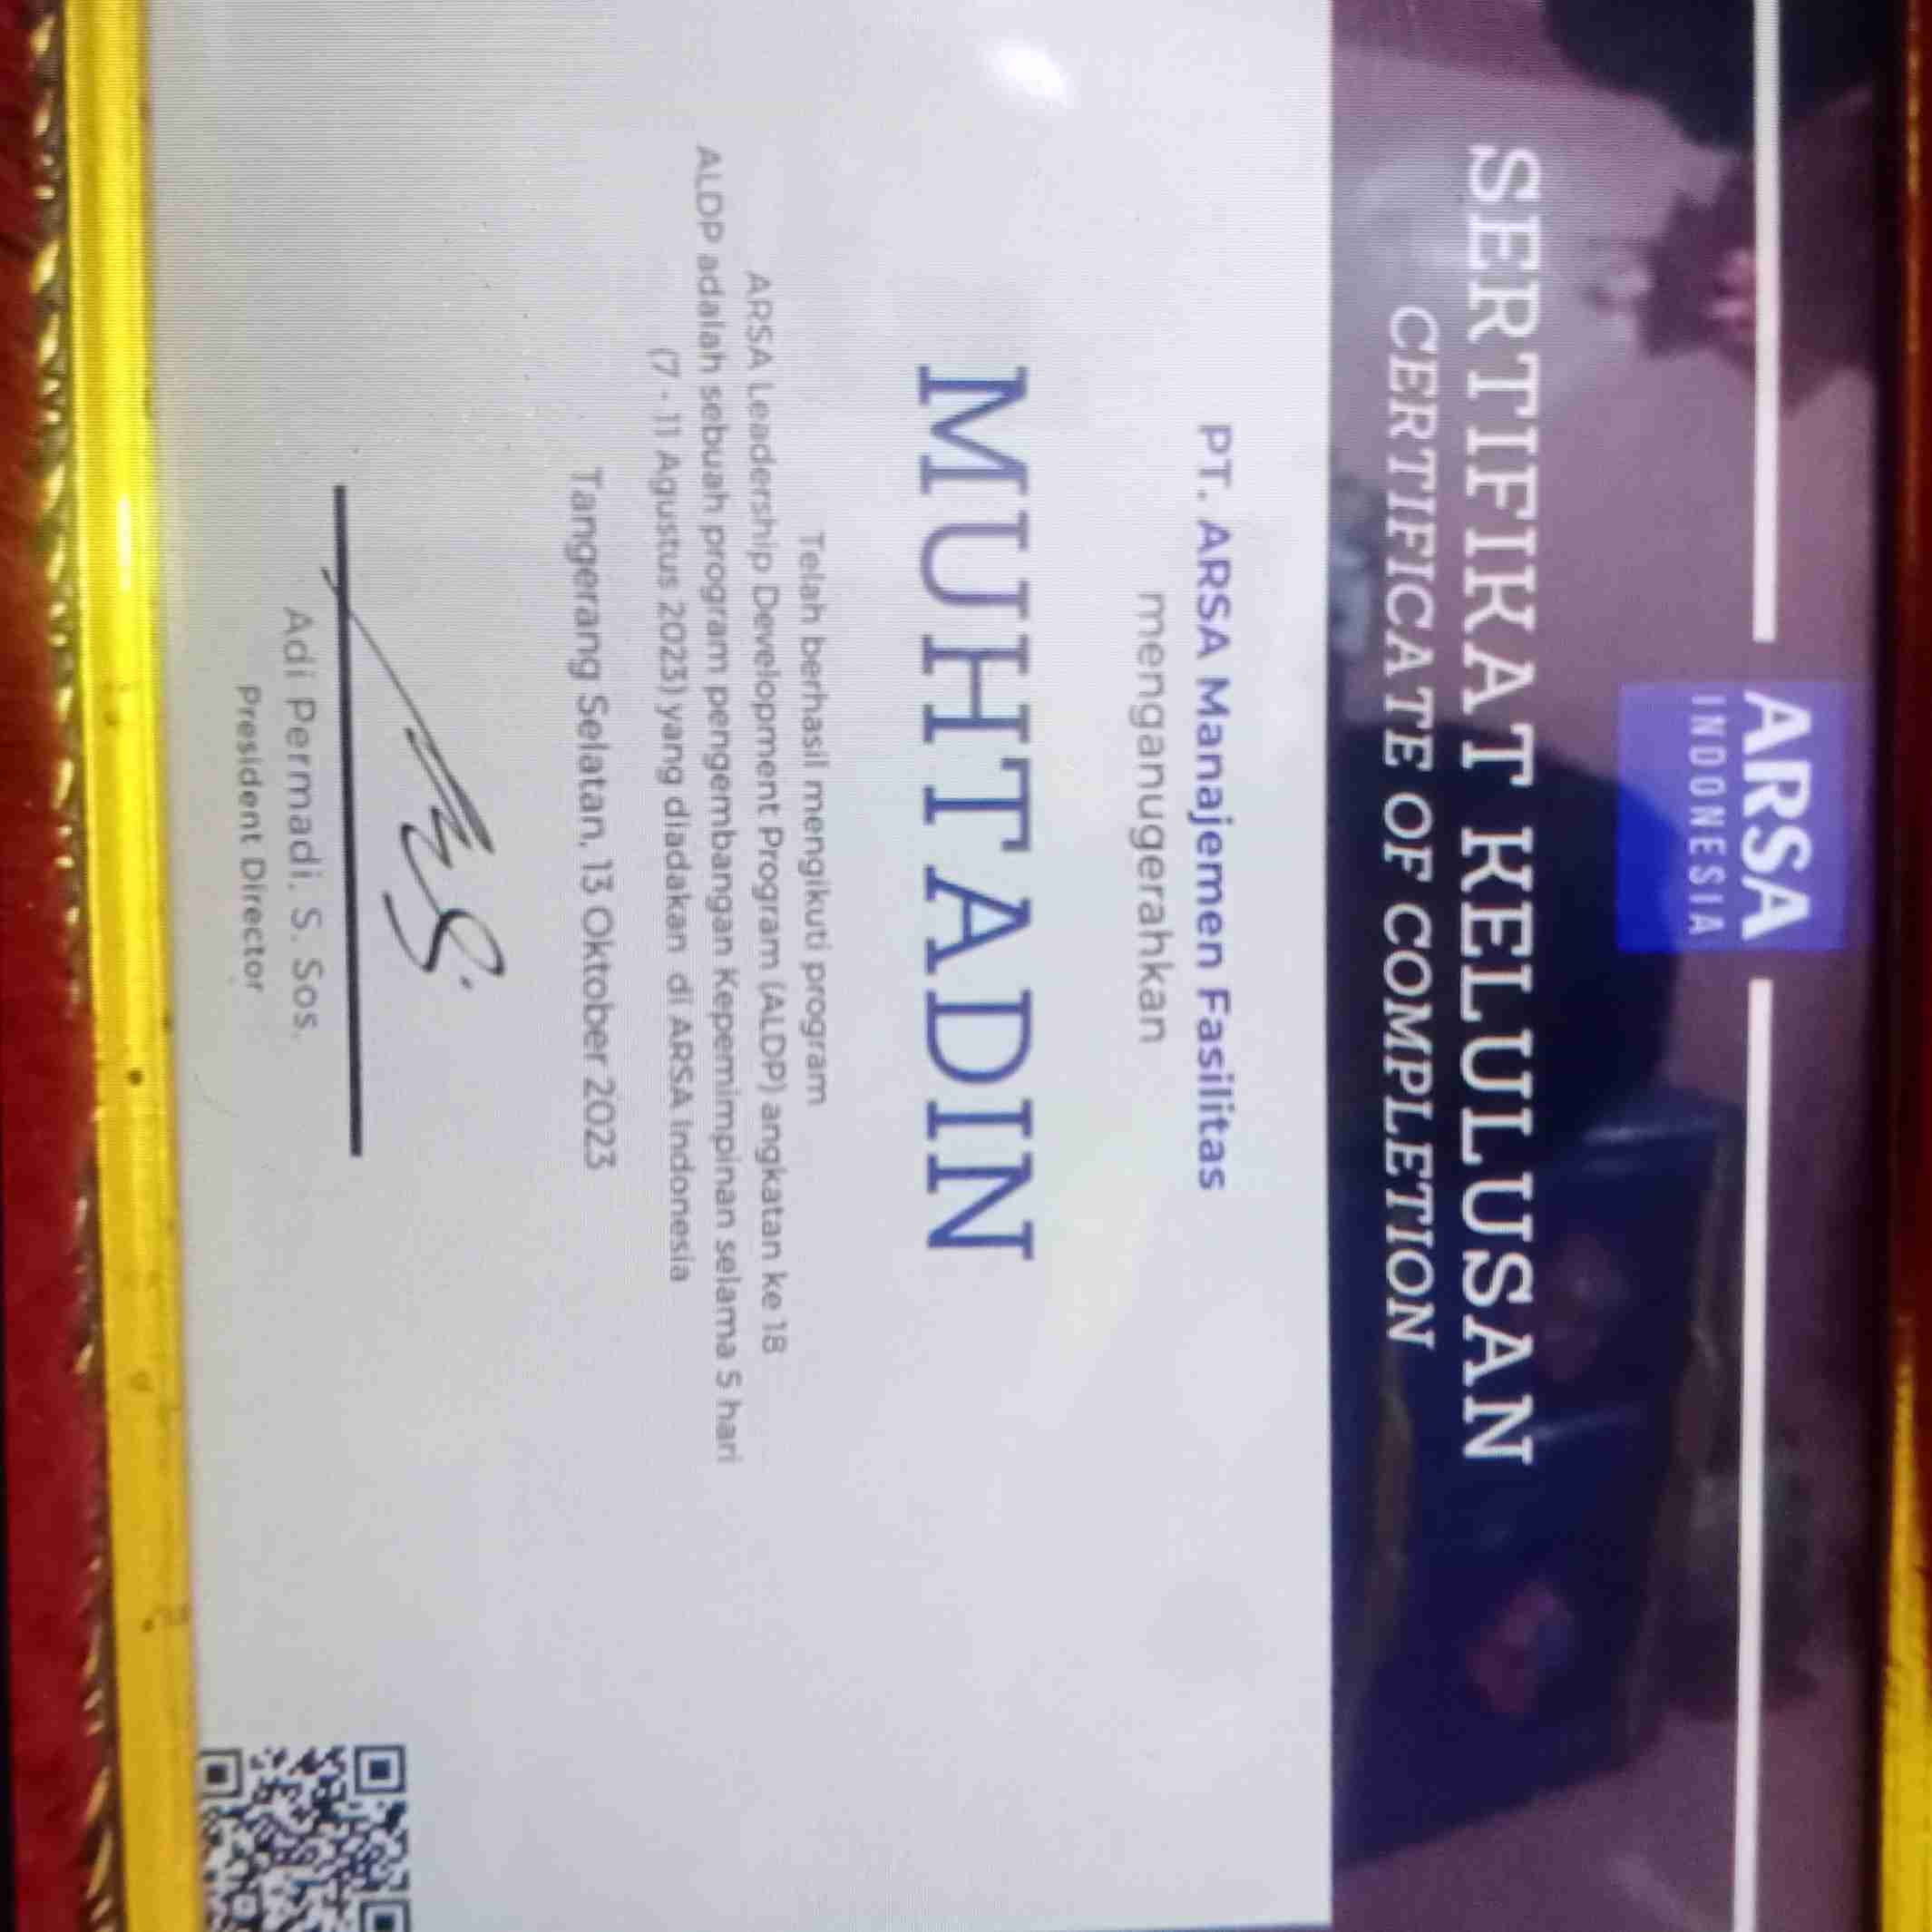 ARSA
INDONESIA
SERTIFIKAT KELULUSAN
CERTIFICATE OF COMPLETION
PT. ARSA Manajemen Fasilitas
menganugerahkan
MUHTADIN
Telah berhasil mengikuti program
ARSA Leadership Development Program (ALDP) angkatan ke 18
ALDP adalah sebuah program pengembangan Kepemimpinan selama 5 hari
(7 - 11 Agustus 2023) yang diadakan di ARSA Indonesia
Tangerang Selatan, 13 Oktober 2023
Adi Permadi. S. Sos.
President Director